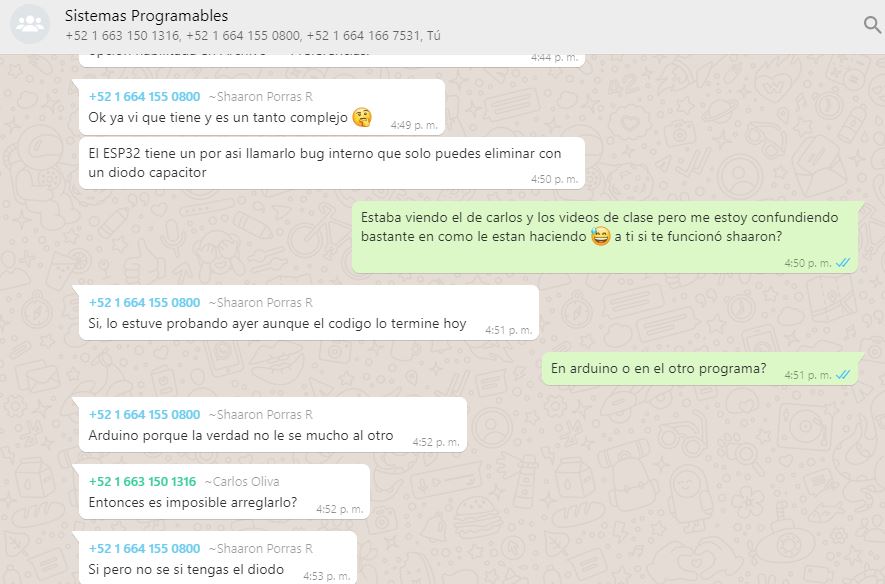 Sistemas Programables
+52 1 663 150 1316, +52 1 664 155 0800, +52 1 664 166 7531, Tú
4:44 p. m.
+52 1 664 155 0800 ~Shaaron Porras R
Ok ya vi que tiene y es un tanto complejo 🤔
4:49 p. m.
El ESP32 tiene un por asi llamarlo bug interno que solo puedes eliminar con
un diodo capacitor
4:50 p. m.
Estaba viendo el de carlos y los videos de clase pero me estoy confundiendo
bastante en como le estan haciendo 😅 a ti si te funcionó shaaron?
4:50 p. m.
+52 1 664 155 0800 ~Shaaron Porras R
Si, lo estuve probando ayer aunque el codigo lo termine hoy
4:51 p. m.
En arduino o en el otro programa?
4:51 p. m.
+52 1 664 155 0800 ~Shaaron Porras R
Arduino porque la verdad no le se mucho al otro
4:52 p. m.
+52 1 663 150 1316 ~Carlos Oliva
Entonces es imposible arreglarlo?
4:52 p. m.
+52 1 664 155 0800 ~Shaaron Porras R
Si pero no se si tengas el diodo
4:53 p. m.